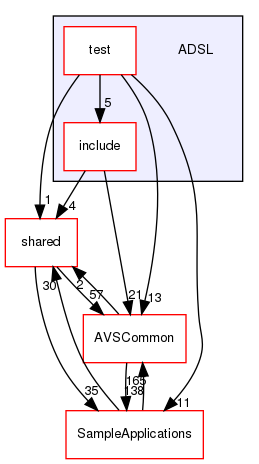 test
ADSL
5
include
1
4
shared
21
13
30
2
57
AVSCommon
165
138
35
11
SampleApplications